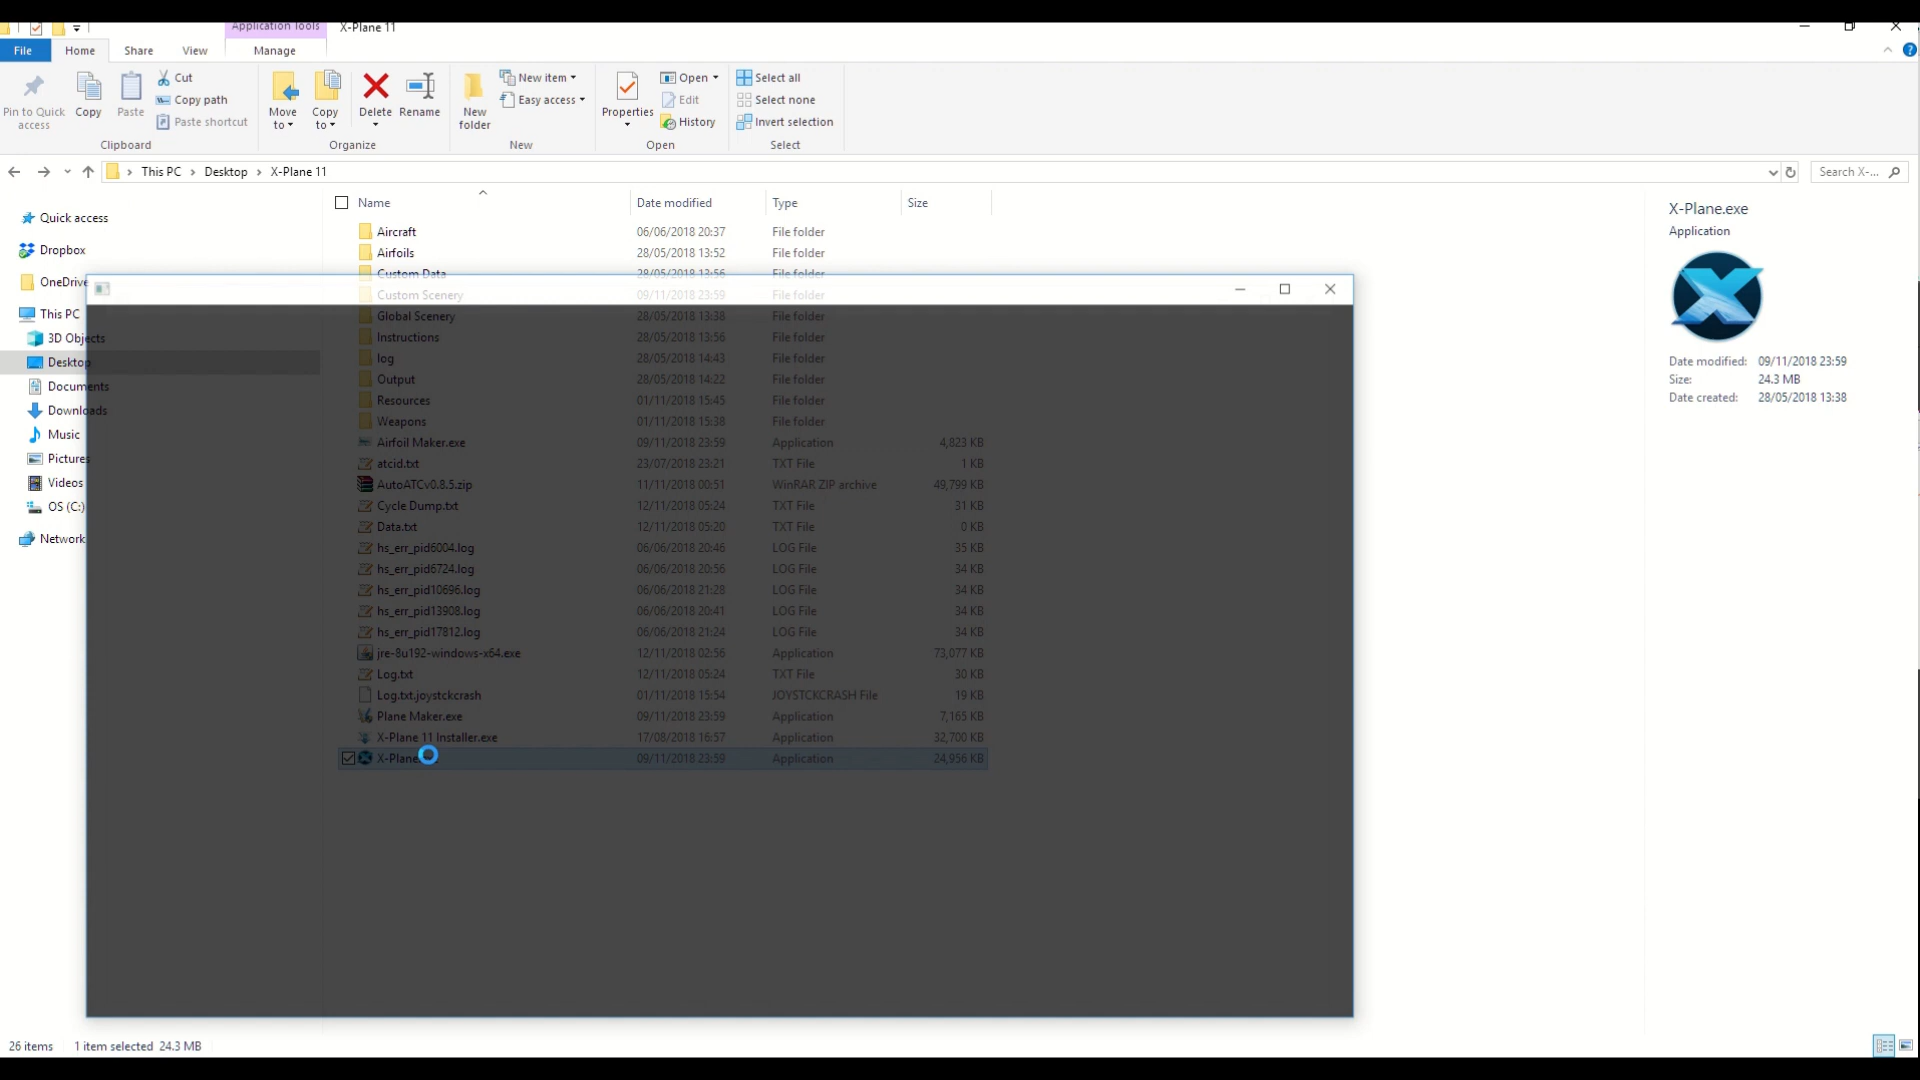 Application Tools X-Plane 11
File Home Share View Manage
Pin to Quick access
Copy
Paste
Cut
Copy path
Paste shortcut
Clipboard
Move to
Copy to
Delete
Rename
Organize
New folder
New item
Easy access
New
Properties
Open
Edit
History
Open
Select all
Select none
Invert selection
Select
This PC > Desktop > X-Plane 11
Search X-...
Quick access
Dropbox
OneDrive
This PC
3D Objects
Desktop
Documents
Downloads
Music
Pictures
Videos
OS (C:)
Network
Name Date modified Type Size
Aircraft 06/06/2018 20:37 File folder
Airfoils 28/05/2018 13:52 File folder
Custom Data 28/05/2018 13:56 File folder
Custom Scenery 09/11/2018 23:59 File folder
Global Scenery 28/05/2018 13:38 File folder
Instructions 28/05/2018 13:56 File folder
log 28/05/2018 14:43 File folder
Output 28/05/2018 14:22 File folder
Resources 01/11/2018 15:45 File folder
Weapons 01/11/2018 15:38 File folder
Airfoil Maker.exe 09/11/2018 23:59 Application 4,823 KB
atcid.txt 23/07/2018 23:21 TXT File 1 KB
AutoATCv0.8.5.zip 11/11/2018 00:51 WinRAR ZIP archive 49,799 KB
Cycle Dump.txt 12/11/2018 05:24 TXT File 31 KB
Data.txt 12/11/2018 05:20 TXT File 0 KB
hs_err_pid6004.log 06/06/2018 20:46 LOG File 35 KB
hs_err_pid6724.log 06/06/2018 20:56 LOG File 34 KB
hs_err_pid10696.log 06/06/2018 21:28 LOG File 34 KB
hs_err_pid13908.log 06/06/2018 20:41 LOG File 34 KB
hs_err_pid17812.log 06/06/2018 21:24 LOG File 34 KB
jre-8u192-windows-x64.exe 12/11/2018 02:56 Application 73,077 KB
Log.txt 12/11/2018 05:24 TXT File 30 KB
Log.txt.joystckcrash 01/11/2018 15:54 JOYSTCKCRASH File 19 KB
Plane Maker.exe 09/11/2018 23:59 Application 7,165 KB
X-Plane 11 Installer.exe 17/08/2018 16:57 Application 32,700 KB
X-Plane 09/11/2018 23:59 Application 24,956 KB
X-Plane.exe
Application
Date modified: 09/11/2018 23:59
Size: 24.3 MB
Date created: 28/05/2018 13:38
26 items 1 item selected 24.3 MB